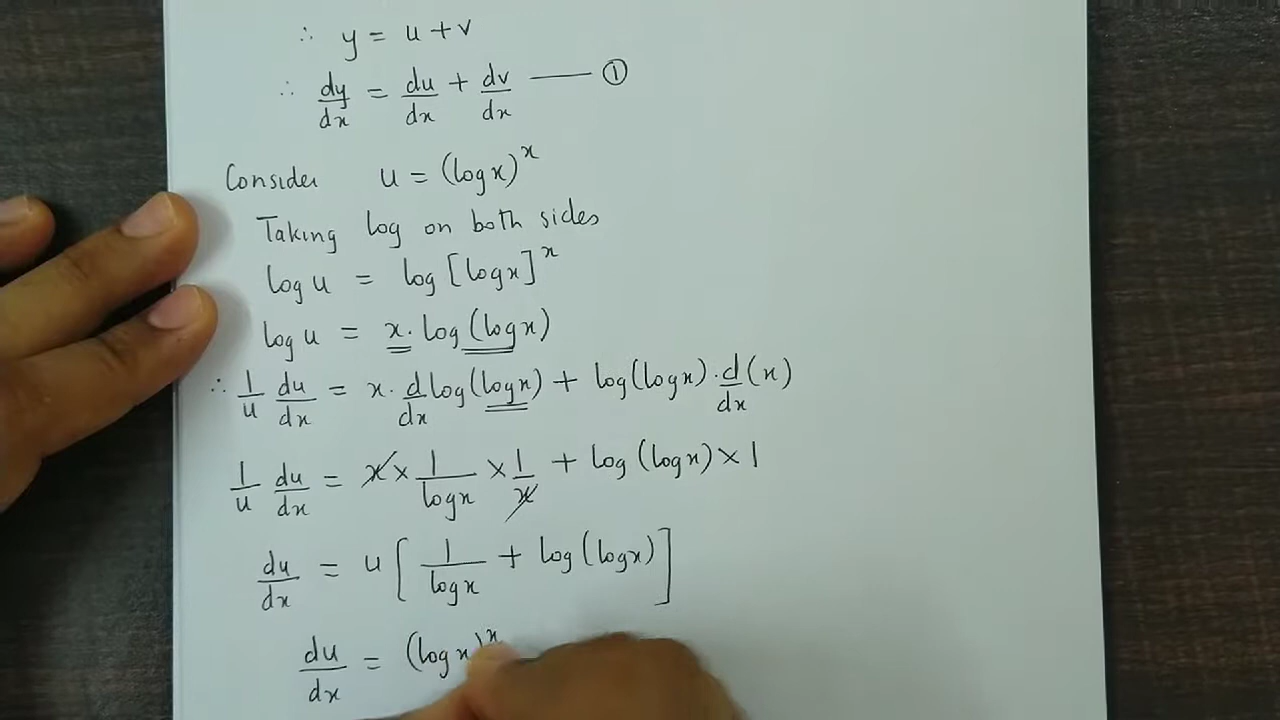 ∴ y = u + v
∴ dy/dx = du/dx + dv/dx —— ①
Consider u = (log x)^x
Taking log on both sides
log u = log [log x]^x
log u = x . log (log x)
∴ 1/u du/dx = x . d/dx log (log x) + log (log x) . d/dx (x)
1/u du/dx = x × 1/log x × 1/x + log (log x) × 1
du/dx = u [ 1/log x + log (log x) ]
du/dx = (log x)^x